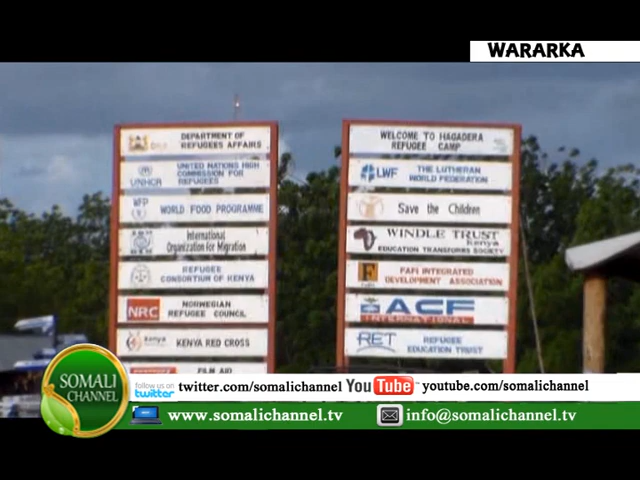 WARARKA
DEPARTMENT OF
REFUGEES AFFAIRS
UNITED NATIONS HIGH
COMMISSION FOR
REFUGEES
UNHCR
WFP
WORLD FOOD PROGRAMME
International
Organization for Migration
REFUGEE
CONSORTIUM OF KENYA
NRC
NORWEGIAN
REFUGEE COUNCIL
Kenya
KENYA RED CROSS
FILM AID
WELCOME TO HAGADERA
REFUGEE CAMP
LWF
THE LUTHERAN
WORLD FEDERATION
Save the Children
WINDLE TRUST
Kenya
EDUCATION TRANSFORMS SOCIETY
FAFI INTEGRATED
DEVELOPMENT ASSOCIATION
ACF
INTERNATIONAL
RET
REFUGEE
EDUCATION TRUST
SOMALI
CHANNEL
follow us on
twitter
twitter.com/somalichannel
YouTube
youtube.com/somalichannel
www.somalichannel.tv
info@somalichannel.tv